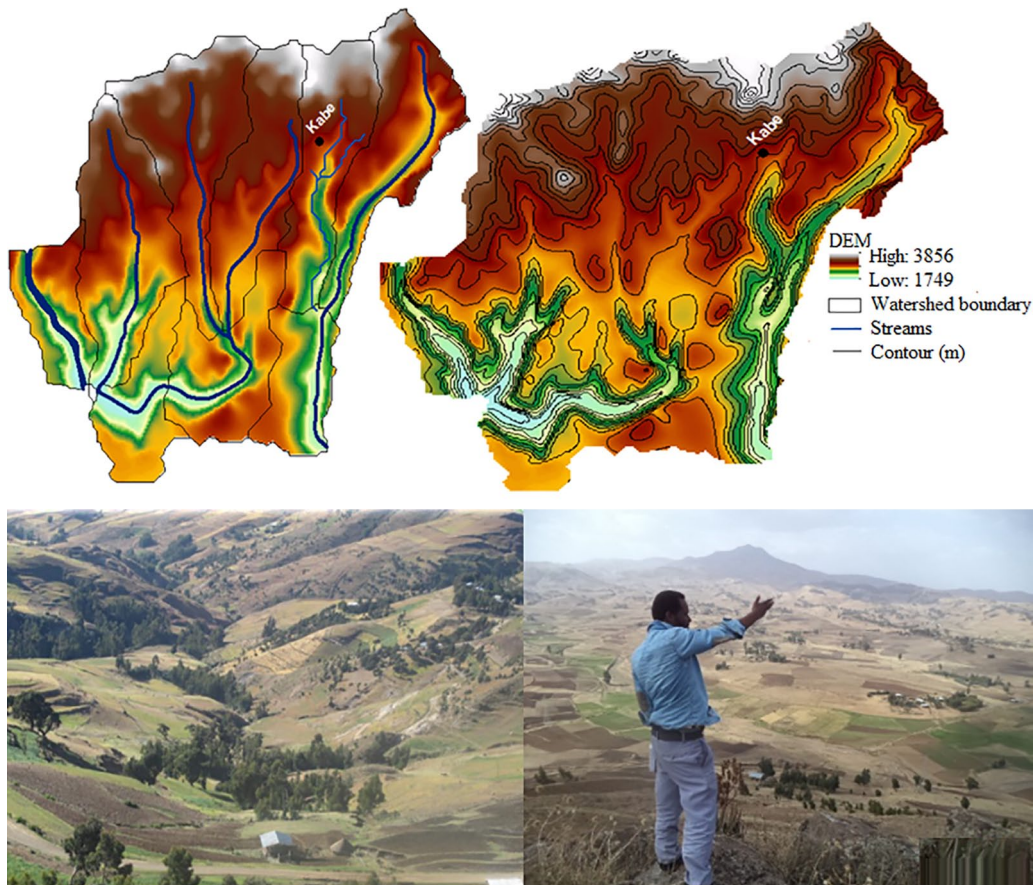 Kabe
Kabe
DEM
High: 3856
Low: 1749
Watershed boundary
Streams
Contour (m)